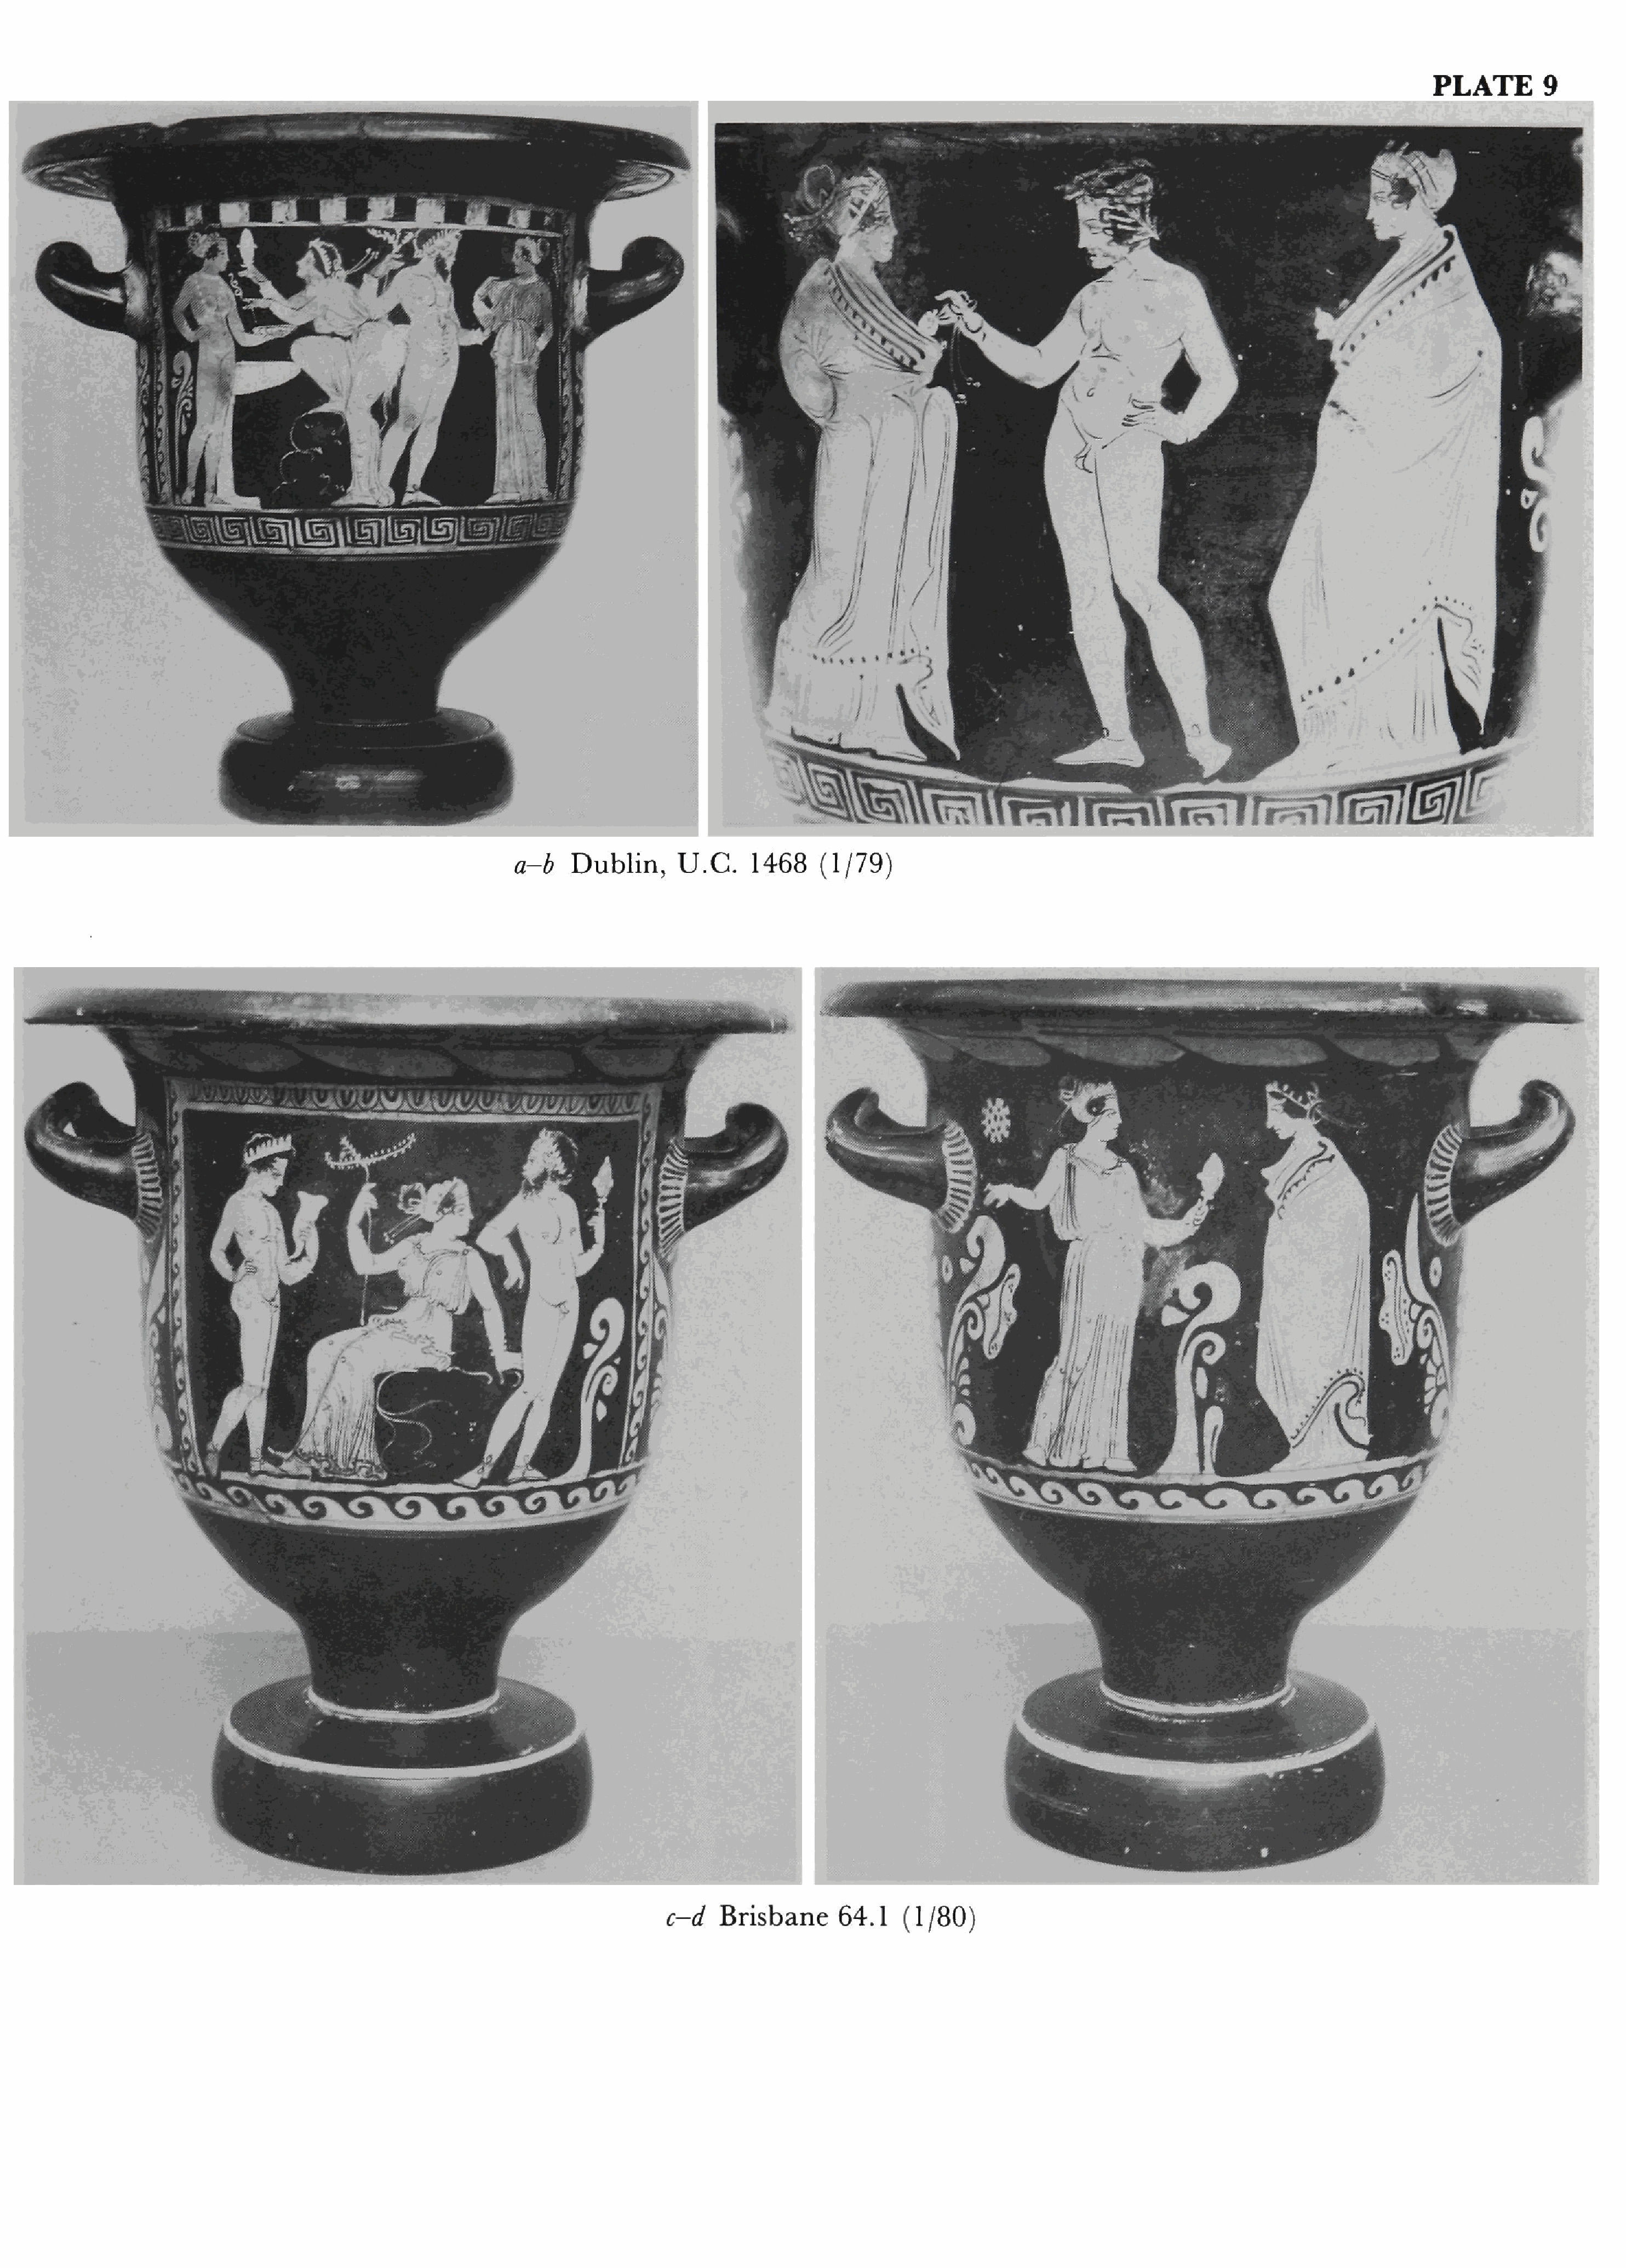 PLATE 9
a–b Dublin, U.C. 1468 (1/79)
c–d Brisbane 64.1 (1/80)